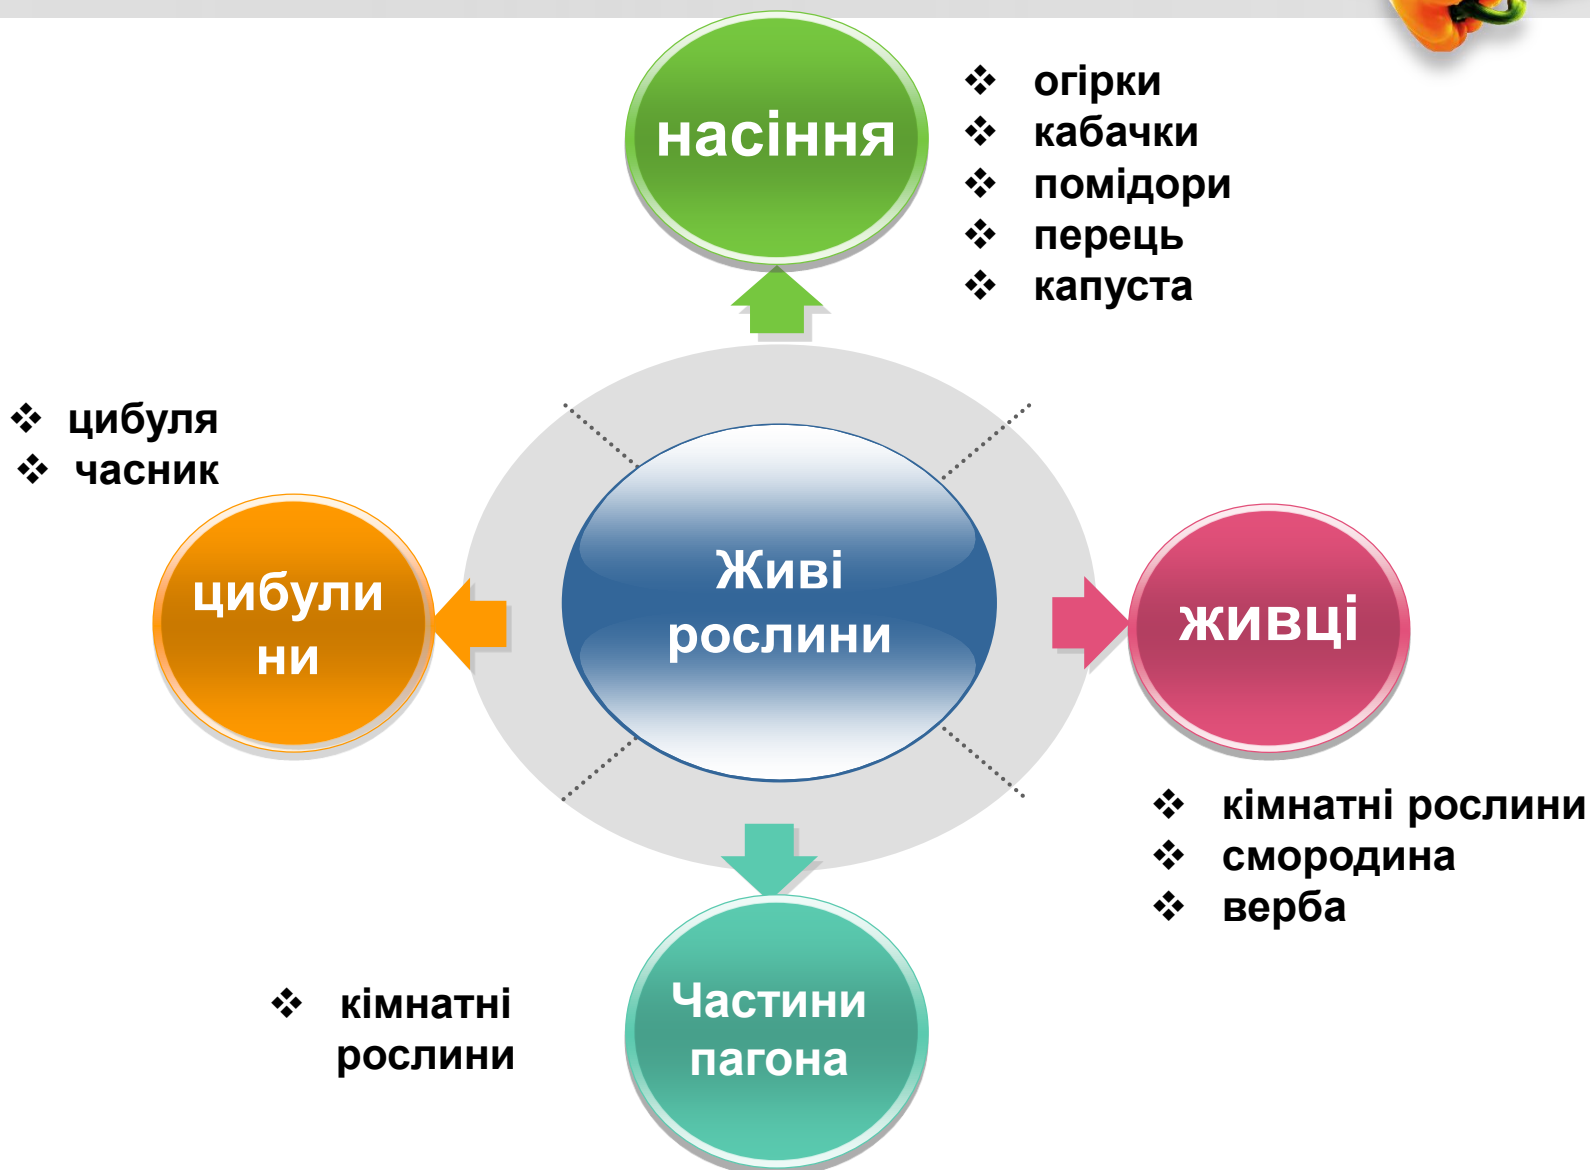 насіння
огірки
кабачки
помідори
перець
капуста
цибуля
часник
цибули
ни
Живі
рослини
живці
кімнатні рослини
смородина
верба
кімнатні
рослини
Частини
пагона